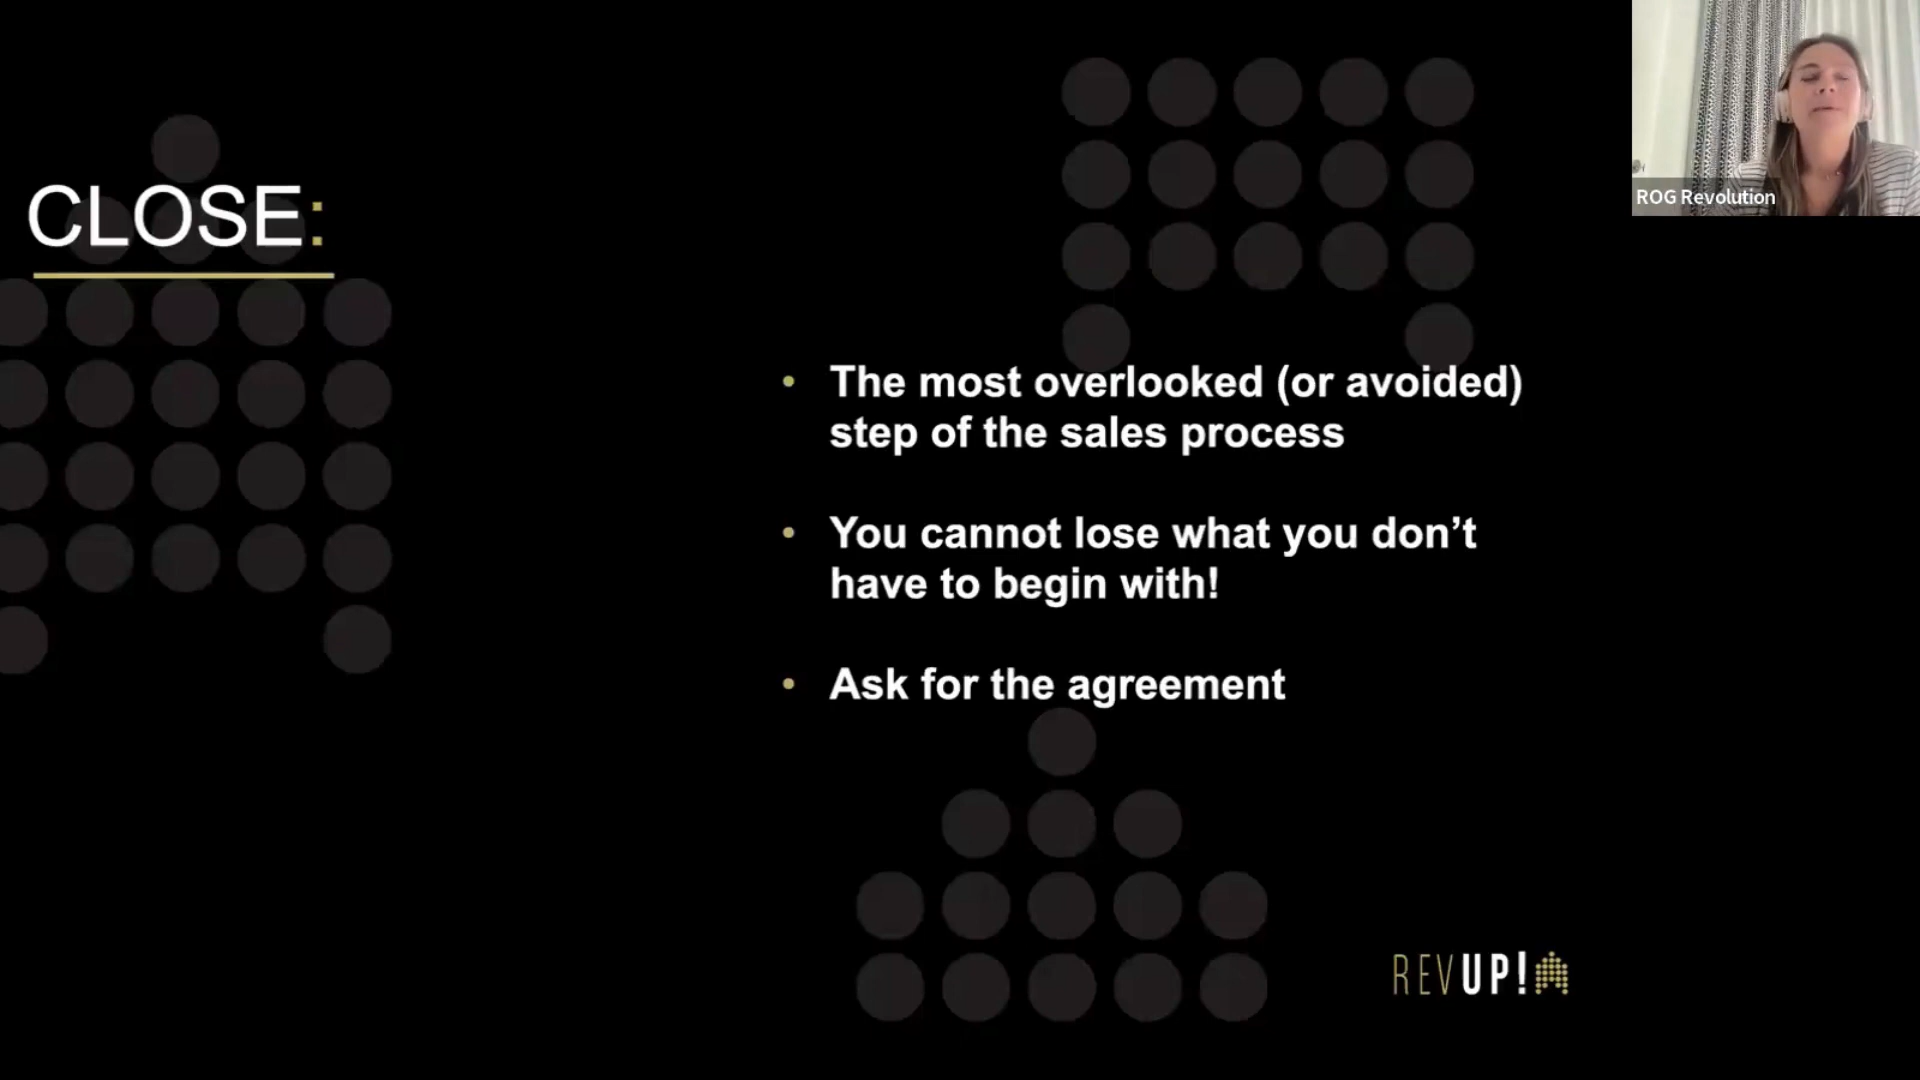 CLOSE:
ROG Revolution
• The most overlooked (or avoided)
step of the sales process
• You cannot lose what you don’t
have to begin with!
• Ask for the agreement
REVUP!